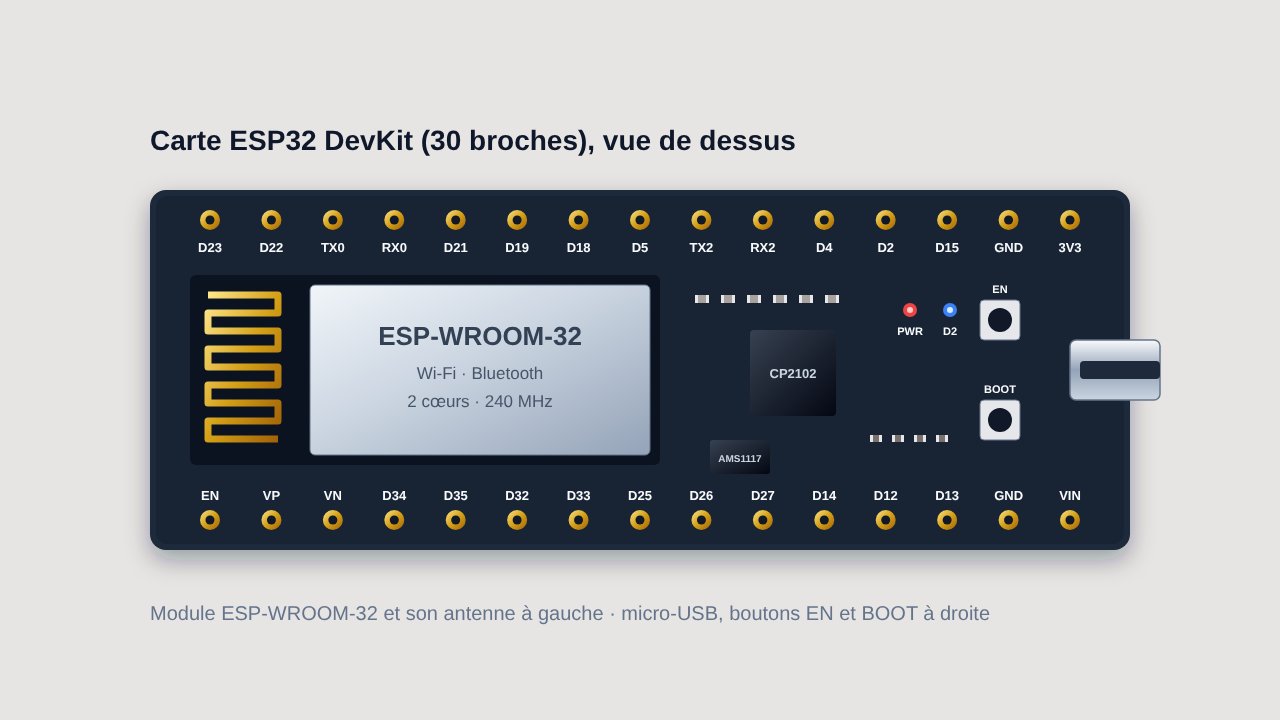 Carte ESP32 DevKit (30 broches), vue de dessus
D23 D22 TX0 RX0 D21 D19 D18 D5 TX2 RX2 D4 D2 D15 GND 3V3
EN
ESP-WROOM-32
Wi-Fi · Bluetooth
2 cœurs · 240 MHz
PWR D2
CP2102
BOOT
AMS1117
EN VP VN D34 D35 D32 D33 D25 D26 D27 D14 D12 D13 GND VIN
Module ESP-WROOM-32 et son antenne à gauche · micro-USB, boutons EN et BOOT à droite